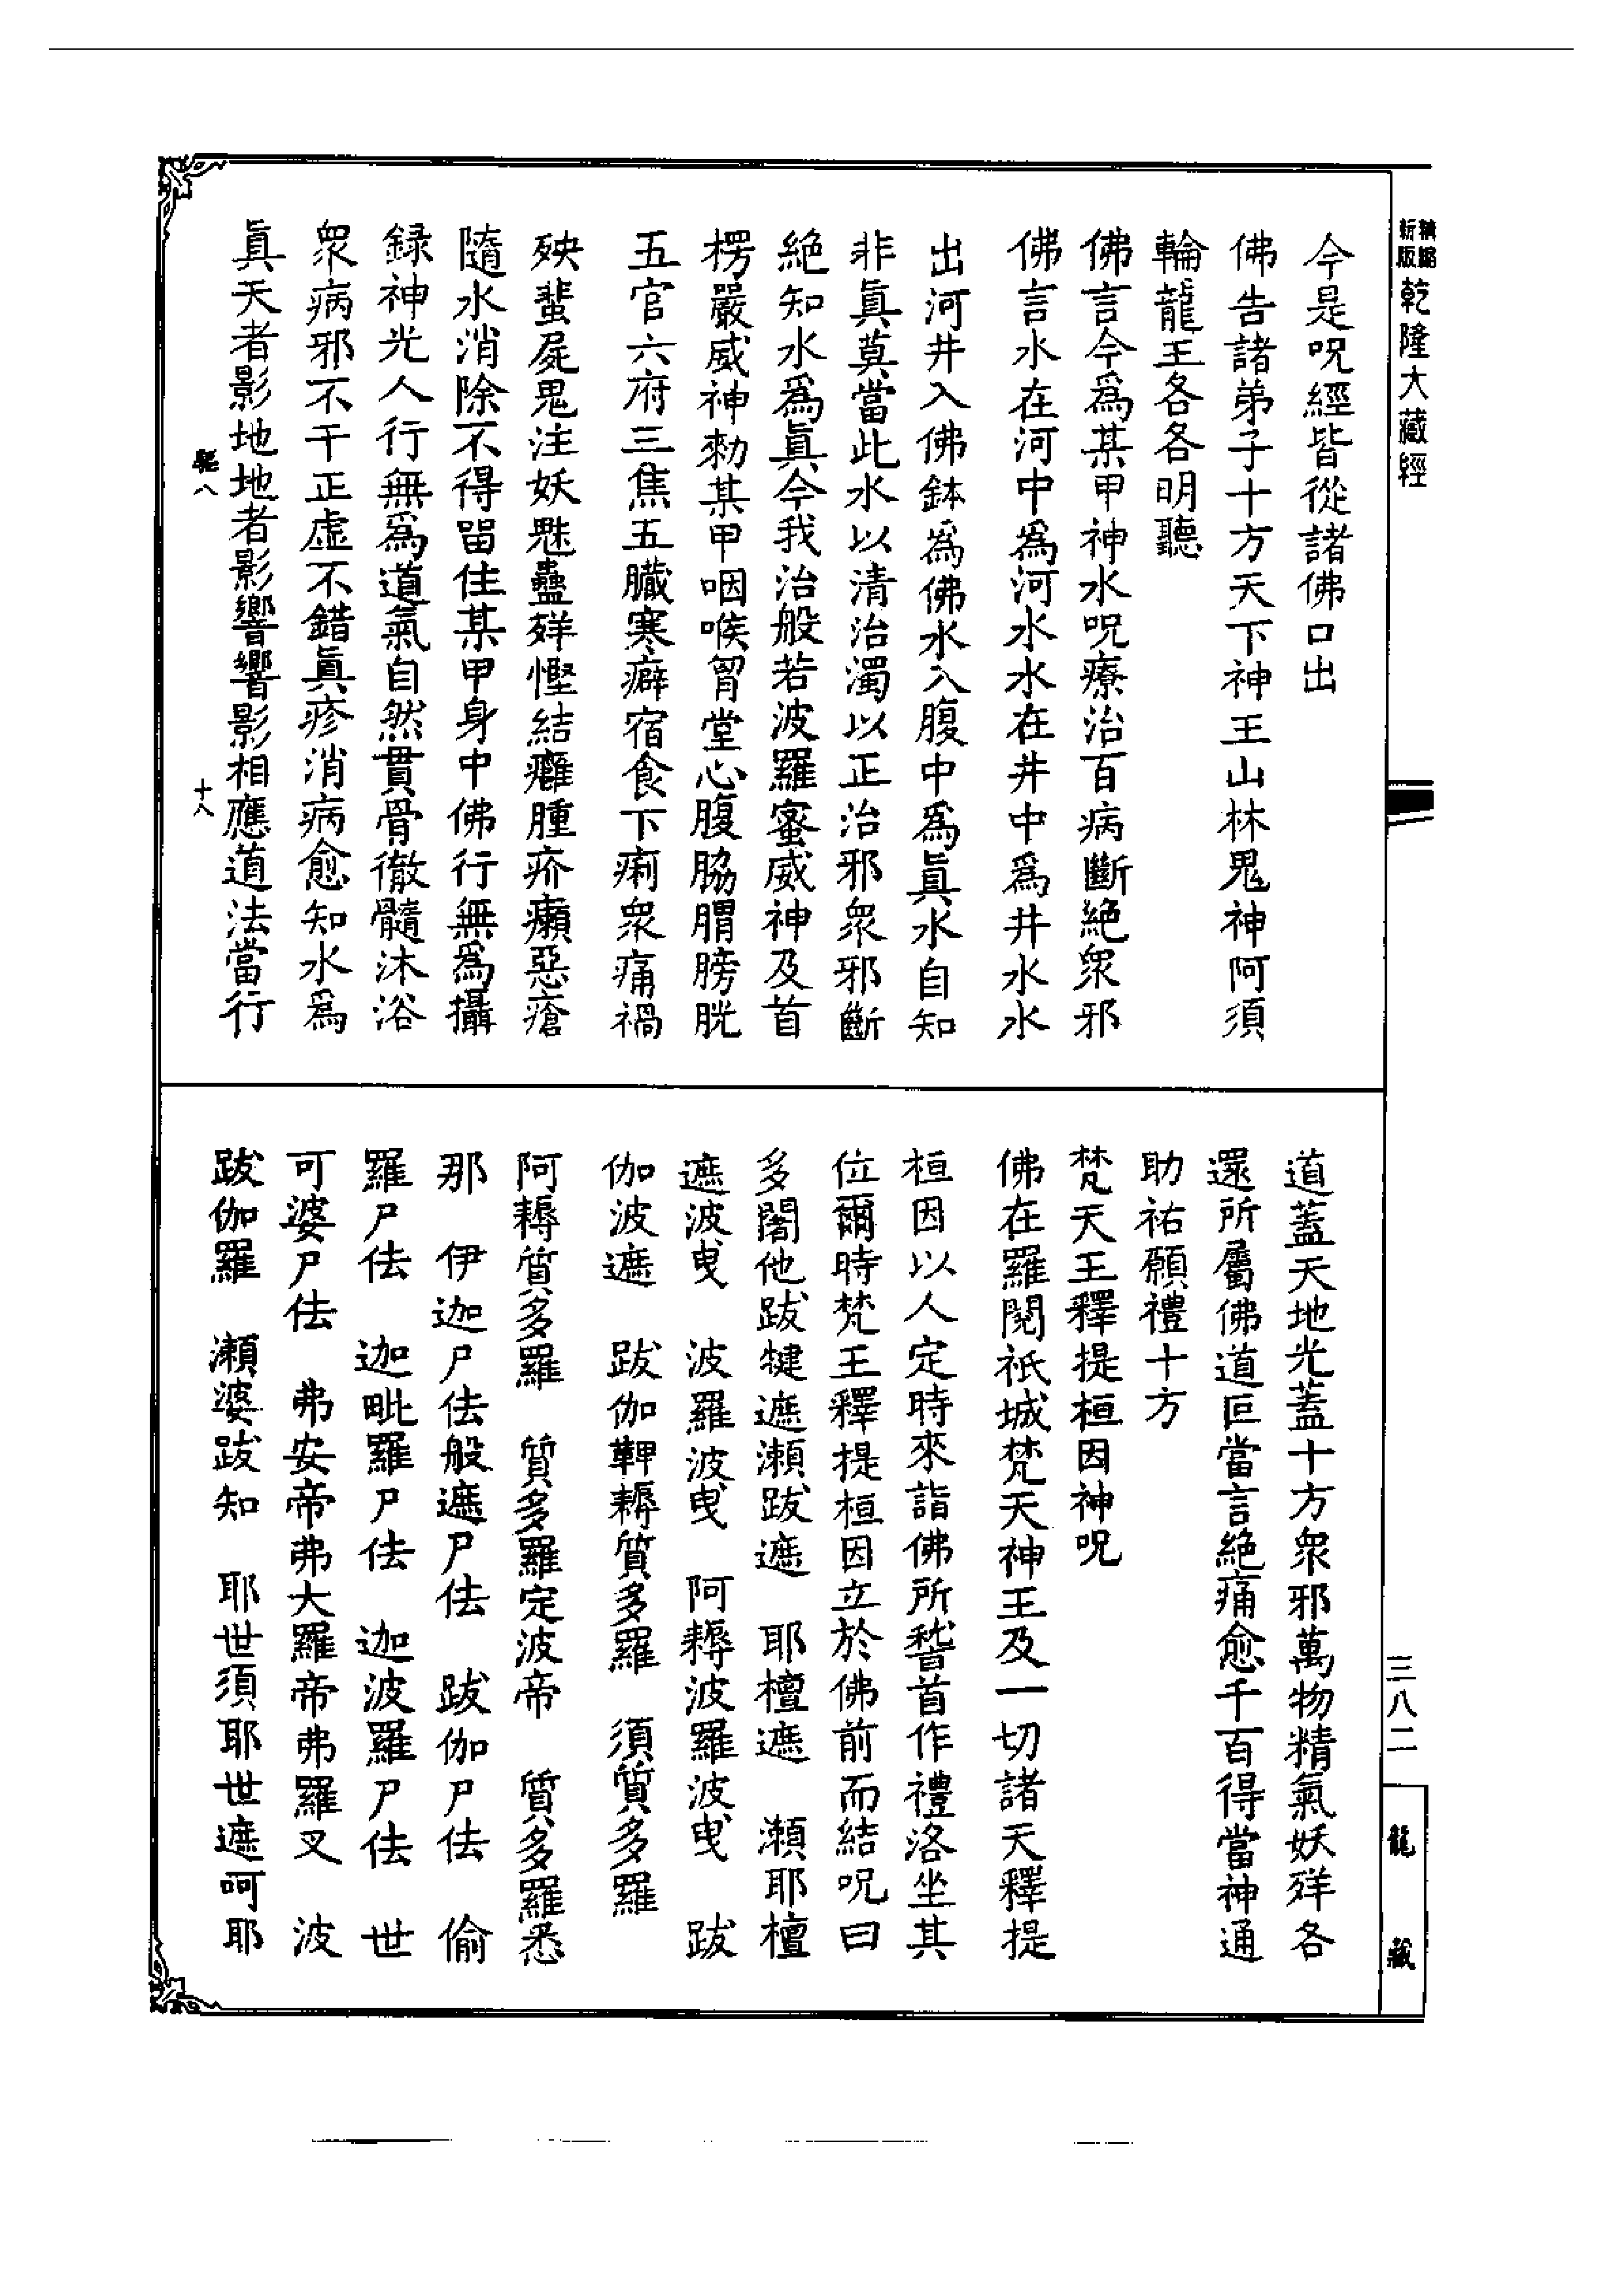 精縮
新版
乾隆大藏經
今是呪經皆從諸佛口出
佛告諸弟子十方天下神王山林鬼神阿須
輪龍王各各明聽
佛言今爲某甲神水呪療治百病斷絶衆邪
佛言水在河中爲河水水在井中爲井水水
出河井入佛鉢爲佛水入腹中爲眞水自知
非眞莫當此水以清治濁以正治邪衆邪斷
絶知水爲眞今我治般若波羅蜜威神及首
楞嚴威神勑某甲咽喉胷堂心腹脇腪膀胱
五官六府三焦五臟寒癖宿食下痢衆痛禍
殃蜚屍鬼注妖魅蠱烊慳結癰腫疥癩惡瘡
隨水消除不得留住某甲身中佛行無爲攝
録神光人行無爲道氣自然貫骨徹髓沐浴
衆病邪不干正虛不錯眞疹消病愈知水爲
眞天者影地地者影響響影相應道法當行
十八
道蓋天地光蓋十方衆邪萬物精氣妖烊各
還所屬佛道叵當言絶痛愈千百得當神通
助祐願禮十方
梵天王釋提桓因神呪
佛在羅閱祇城梵天神王及一切諸天釋提
桓因以人定時來詣佛所稽首作禮洛坐其
位爾時梵王釋提桓因立於佛前而結呪曰
多闍他跋犍遮瀨跋遮 耶檀遮 瀨耶檀
遮波曳 波羅波曳 阿耨波羅波曳 跋
伽波遮 跋伽鞞耨質多羅 須質多羅
阿耨質多羅 質多羅定波帝 質多羅悉
那 伊迦尸佉般遮尸佉 跋伽尸佉 偷
羅尸佉 迦毗羅尸佉 迦波羅尸佉 世
可婆尸佉 弗安帝弗大羅帝弗羅叉 波
跋伽羅 瀨婆跋知 耶世須耶世遮呵耶
三八二
龍藏